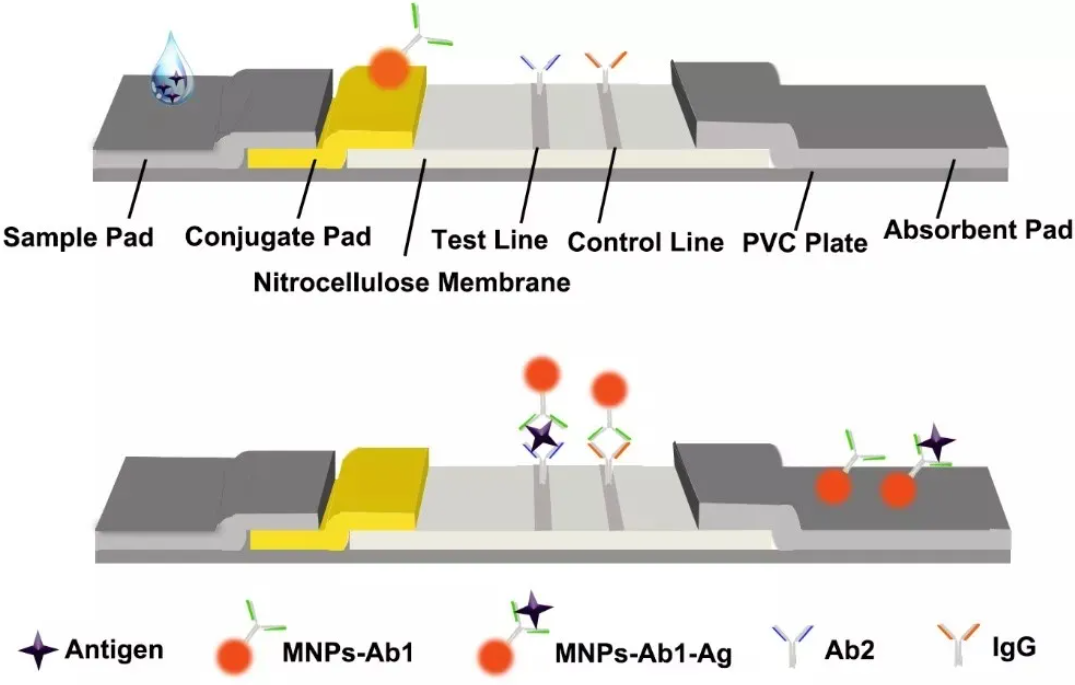 Sample Pad
Conjugate Pad
Nitrocellulose Membrane
Test Line
Control Line
PVC Plate
Absorbent Pad
Antigen
MNPs-Ab1
MNPs-Ab1-Ag
Ab2
IgG